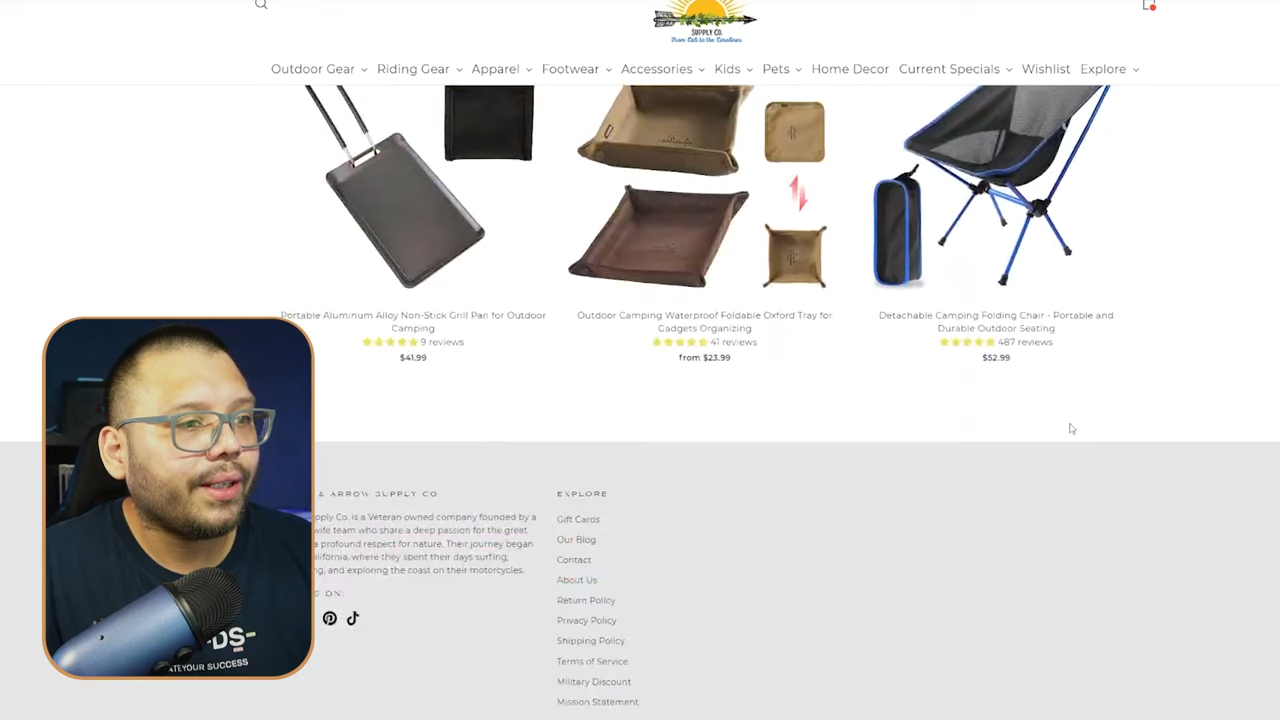 SUPPLY CO.
From Cali to the Carolinas
Outdoor Gear Riding Gear Apparel Footwear Accessories Kids Pets Home Decor Current Specials Wishlist Explore
Portable Aluminum Alloy Non-Stick Grill Pan for Outdoor
Camping
9 reviews
$41.99
Outdoor Camping Waterproof Foldable Oxford Tray for
Gadgets Organizing
41 reviews
from $23.99
Detachable Camping Folding Chair - Portable and
Durable Outdoor Seating
487 reviews
$52.99
& ARROW SUPPLY CO
Co. is a Veteran owned company founded by a
wife team who share a deep passion for the great
a profound respect for nature. Their journey began
where they spent their days surfing,
and exploring the coast on their motorcycles.
ON:
EXPLORE
Gift Cards
Our Blog
Contact
About Us
Return Policy
Privacy Policy
Shipping Policy
Terms of Service
Military Discount
Mission Statement
DS-
ATE YOUR SUCCESS